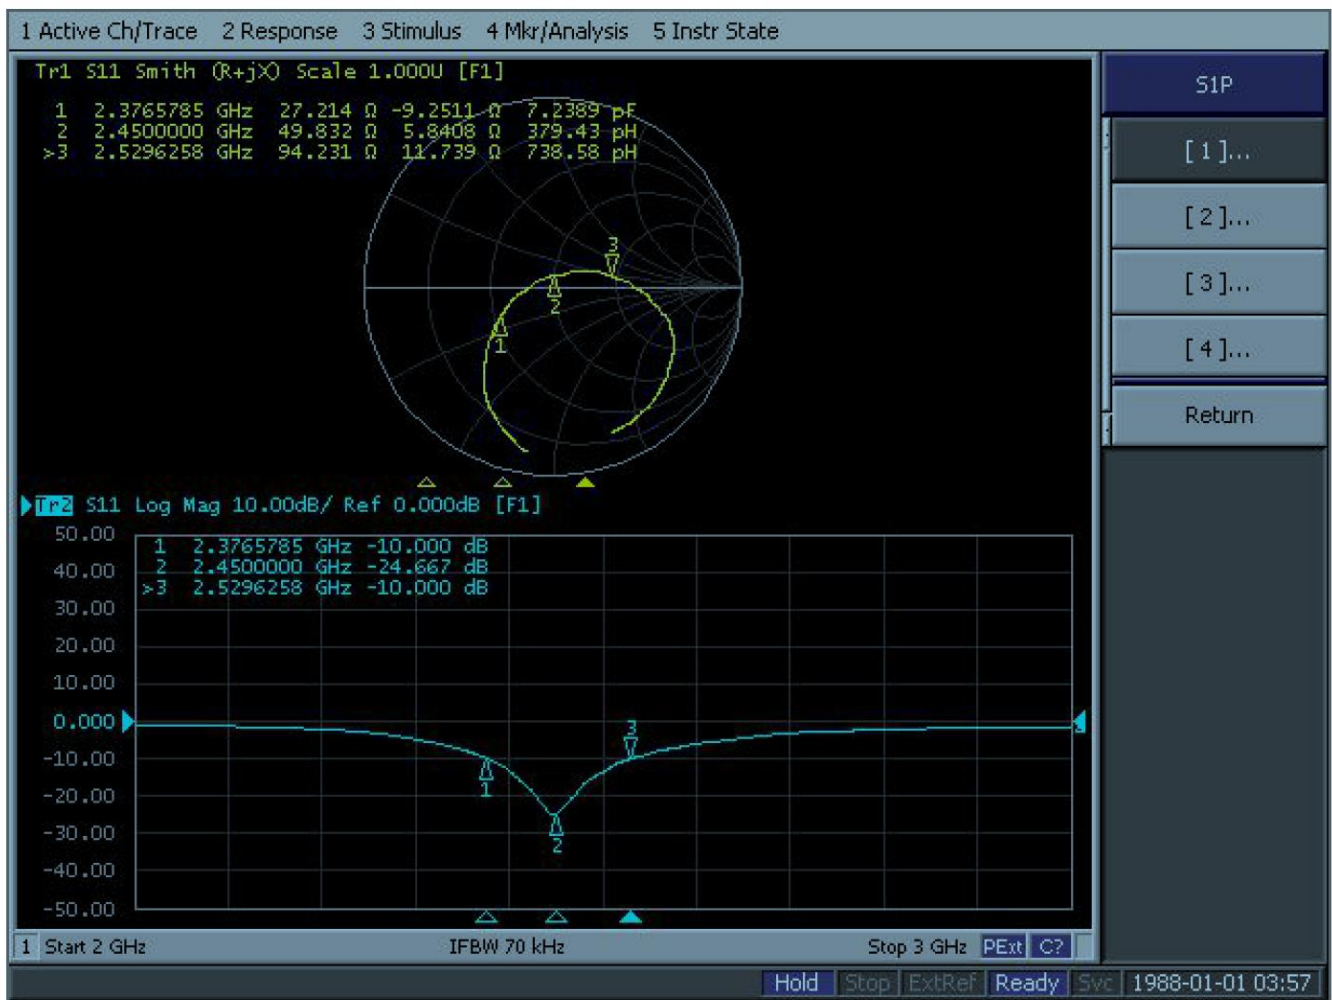 1 Active Ch/Trace 2 Response 3 Stimulus 4 Mkr/Analysis 5 Instr State
Tr1 S11 Smith (R+jX) Scale 1.000U [F1]
1 2.3765785 GHz 27.214 Ω -9.2511 Ω 7.2389 pF
2 2.4500000 GHz 49.832 Ω 5.8408 Ω 379.43 pH
>3 2.5296258 GHz 94.231 Ω 11.739 Ω 738.58 pH
3
2
1
Tr2 S11 Log Mag 10.00dB/ Ref 0.000dB [F1]
50.00
1 2.3765785 GHz -10.000 dB
40.00
2 2.4500000 GHz -24.667 dB
>3 2.5296258 GHz -10.000 dB
30.00
20.00
10.00
0.000
3
-10.00
1
-20.00
-30.00
2
-40.00
-50.00
1 Start 2 GHz IFBW 70 kHz Stop 3 GHz PExt C?
S1P
[ 1 ]...
[ 2 ]...
[ 3 ]...
[ 4 ]...
Return
Hold Stop ExtRef Ready Svc 1988-01-01 03:57